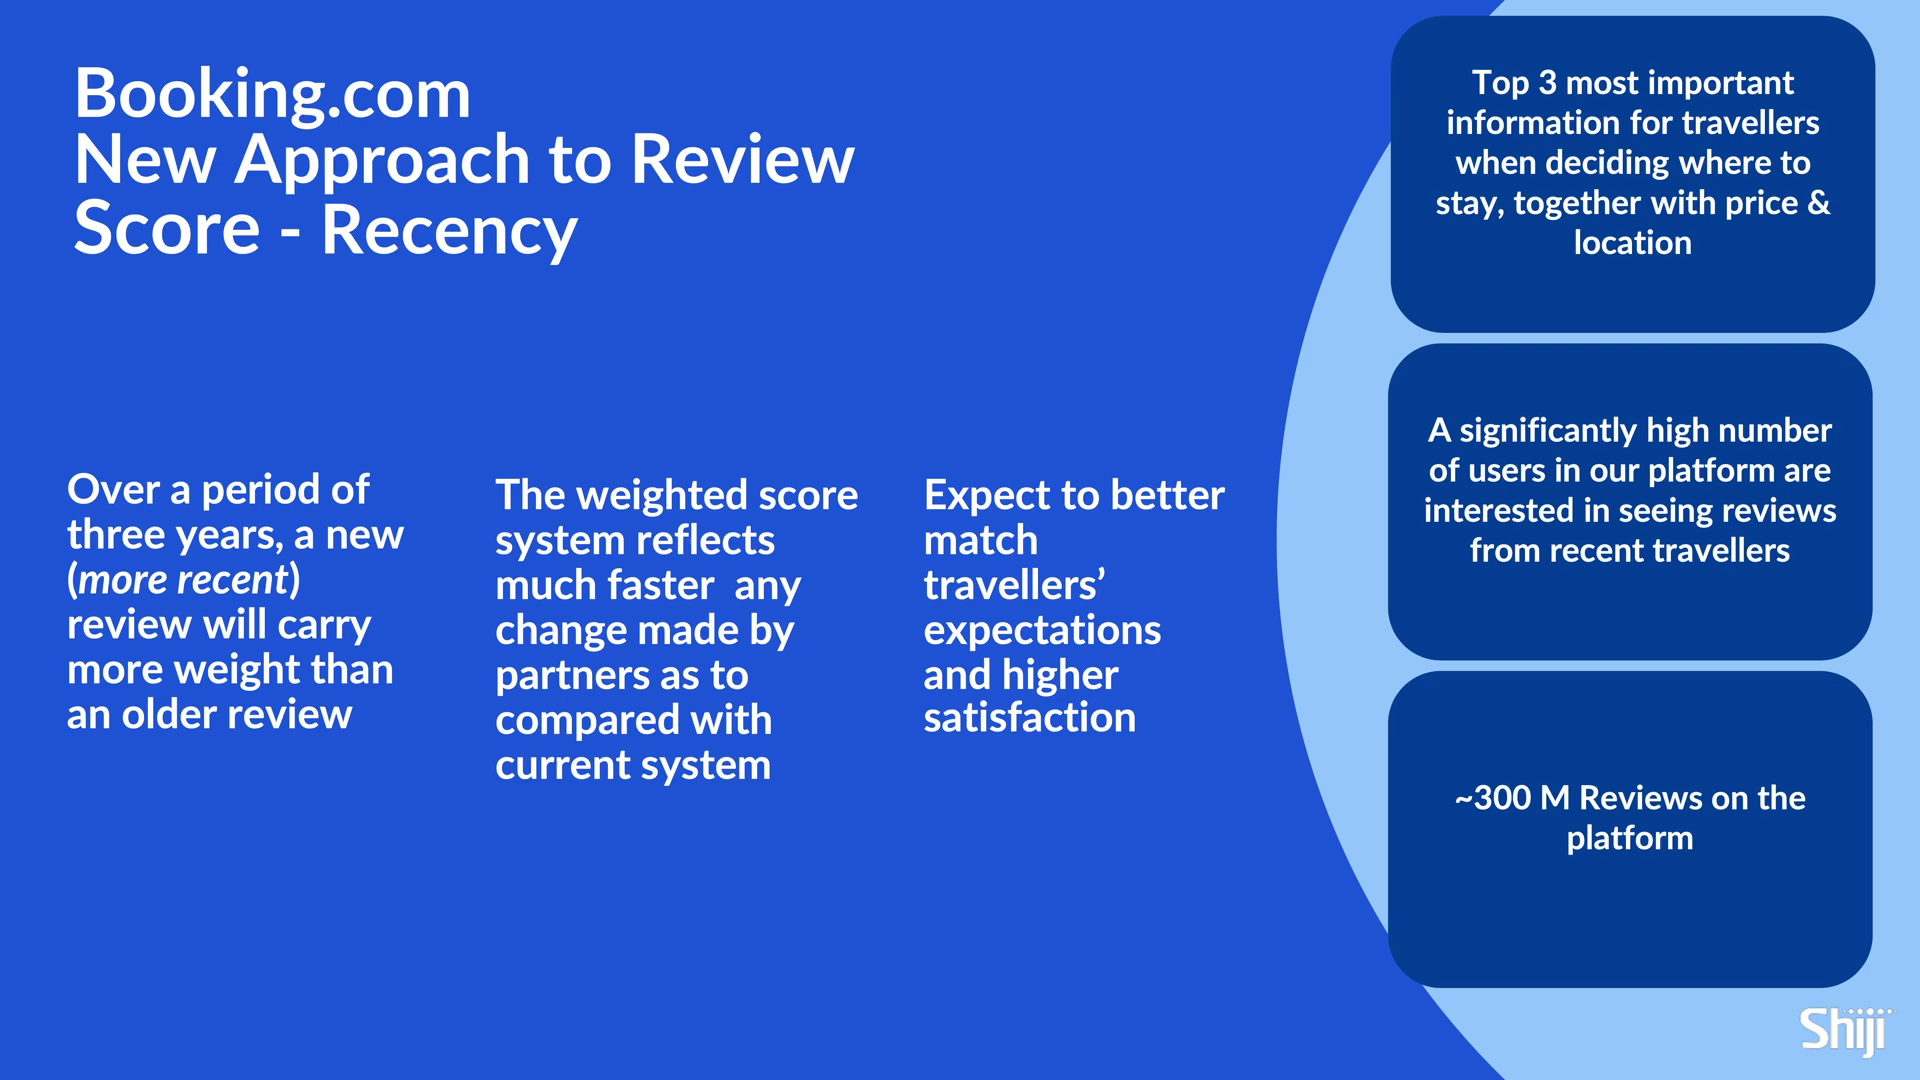 Booking.com
New Approach to Review
Score - Recency
Over a period of
three years, a new
(more recent)
review will carry
more weight than
an older review
The weighted score
system reflects
much faster  any
change made by
partners as to
compared with
current system
Expect to better
match
travellers’
expectations
and higher
satisfaction
Top 3 most important
information for travellers
when deciding where to
stay, together with price &
location
A significantly high number
of users in our platform are
interested in seeing reviews
from recent travellers
~300 M Reviews on the
platform
Shiji